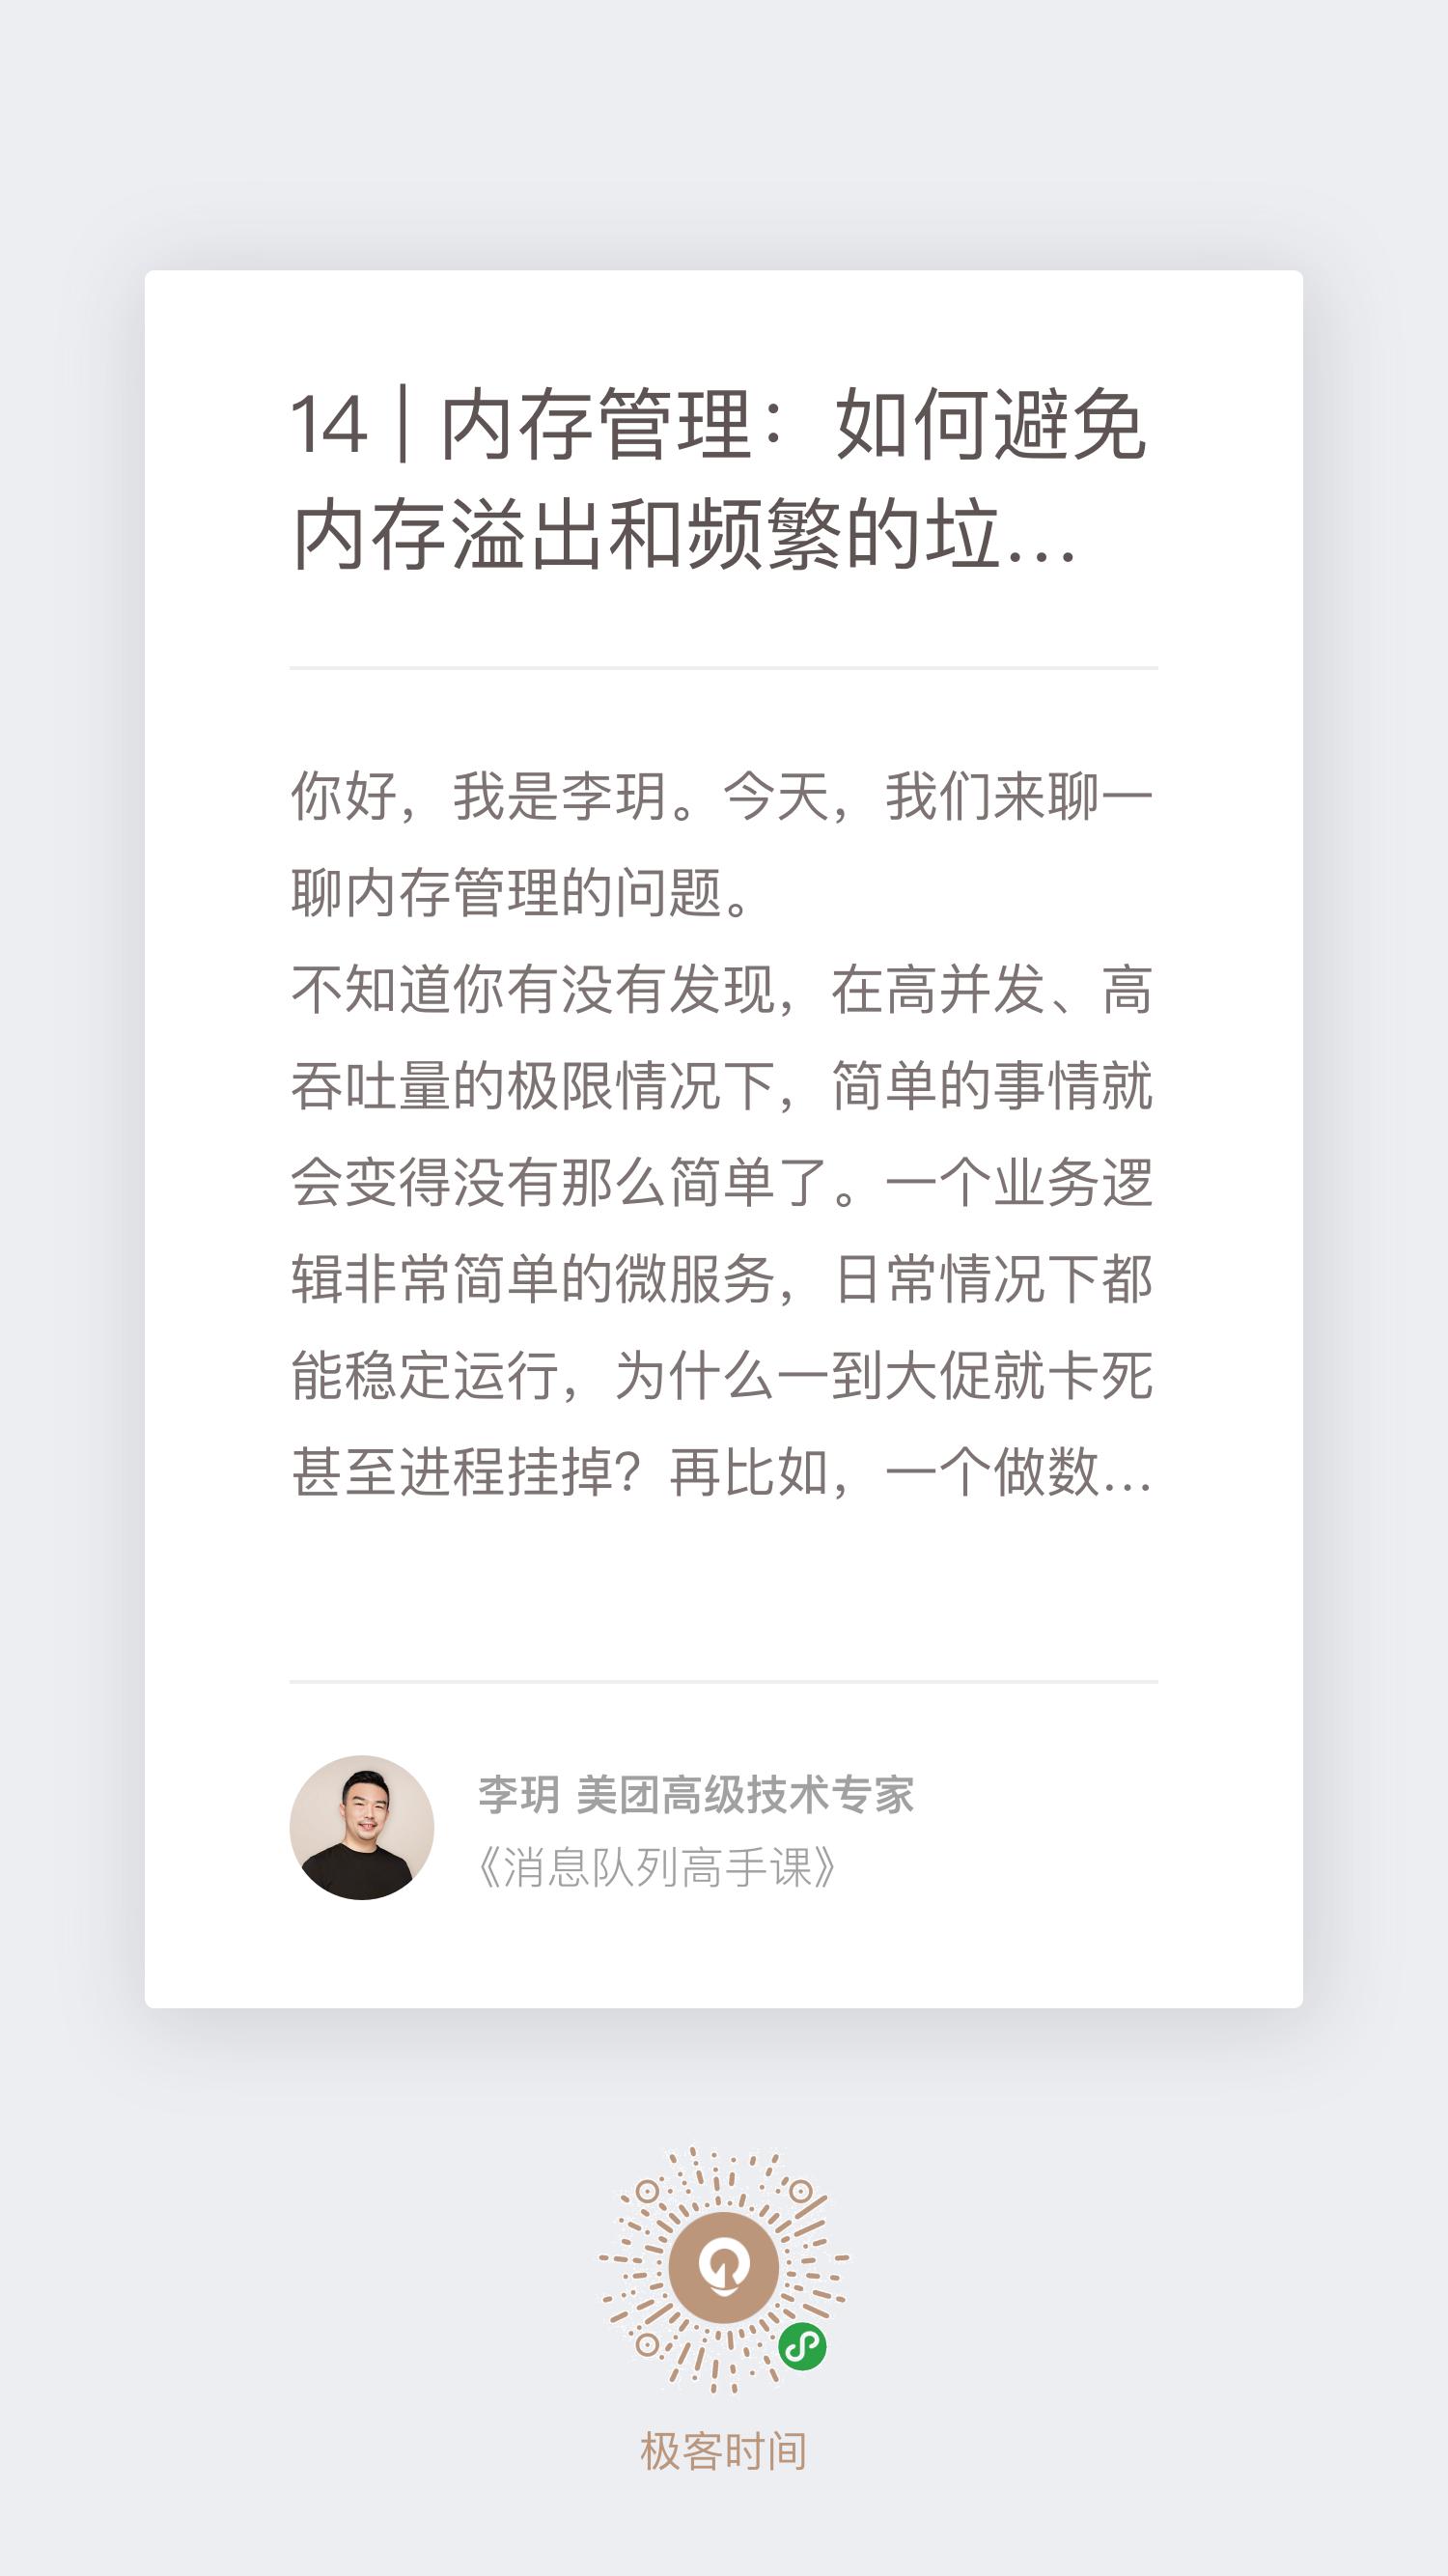 14 | 内存管理：如何避免
内存溢出和频繁的垃...
你好，我是李玥。今天，我们来聊一
聊内存管理的问题。
不知道你有没有发现，在高并发、高
吞吐量的极限情况下，简单的事情就
会变得没有那么简单了。一个业务逻
辑非常简单的微服务，日常情况下都
能稳定运行，为什么一到大促就卡死
甚至进程挂掉？再比如，一个做数...
李玥 美团高级技术专家
《消息队列高手课》
极客时间